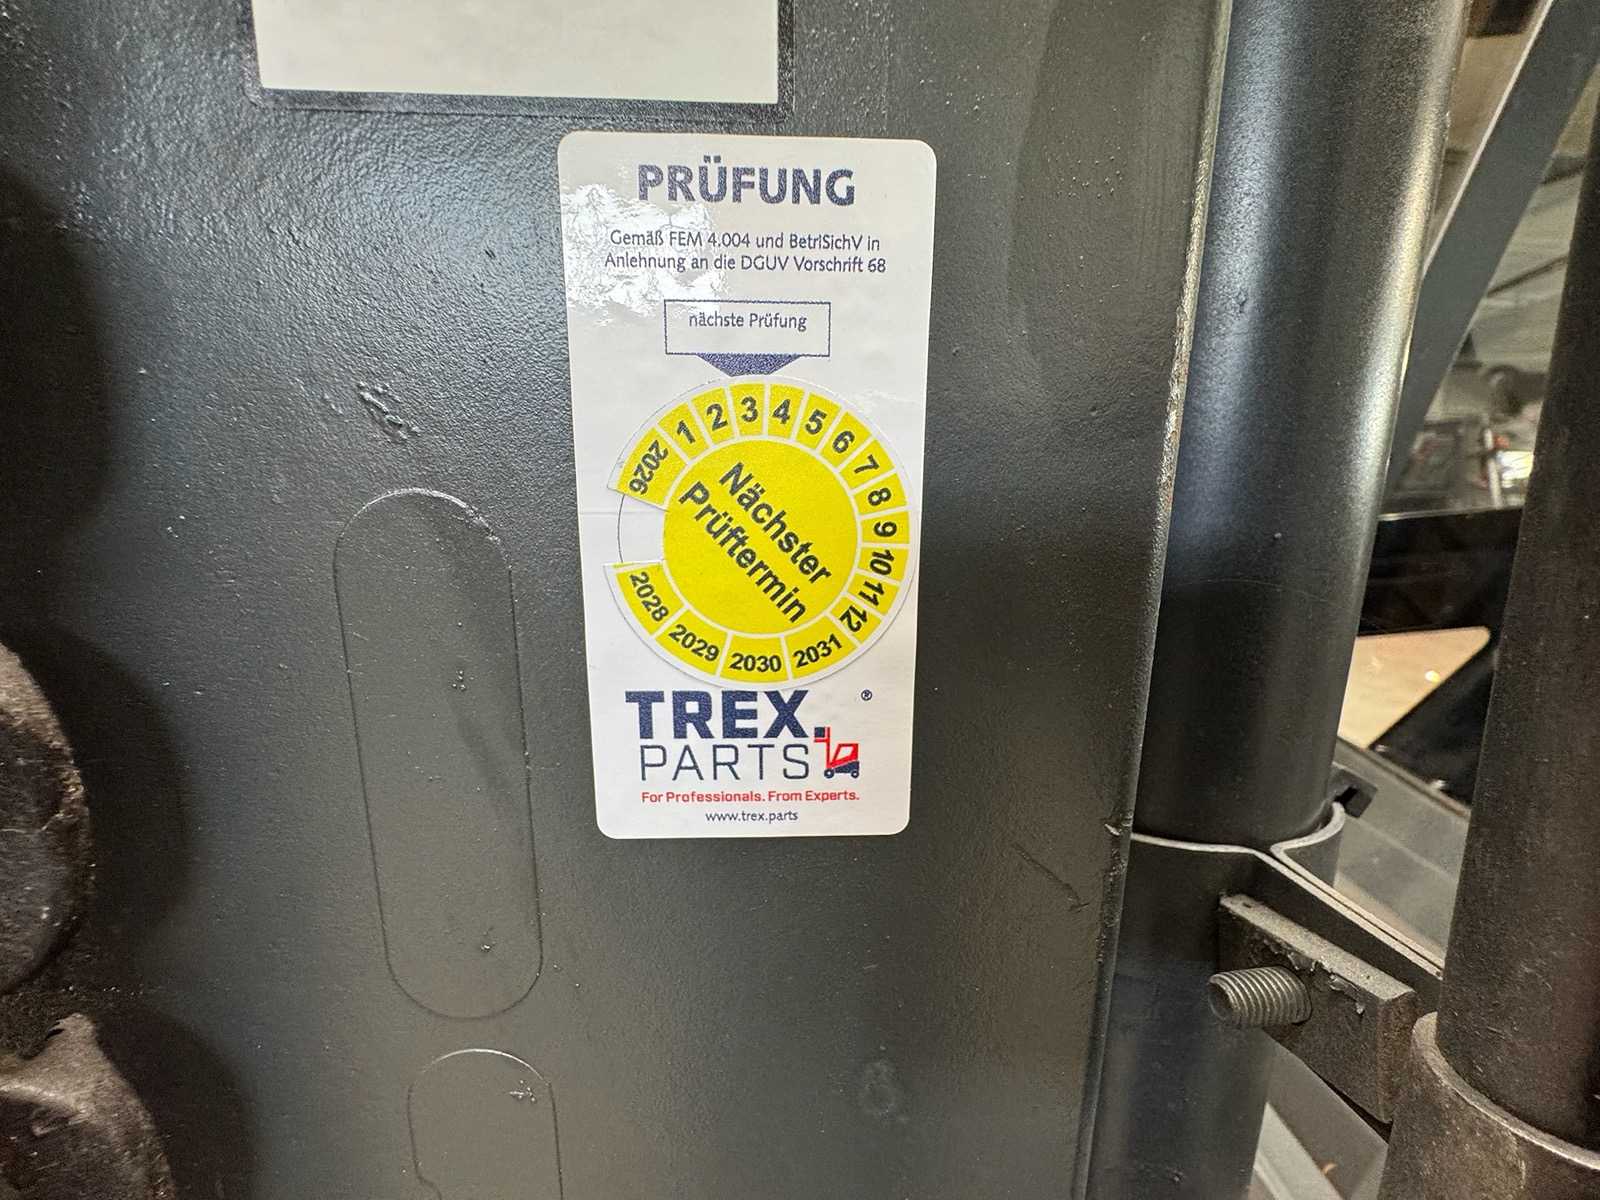 PRÜFUNG
Gemäß FEM 4.004 und BetrISichV in
Anlehnung an die DGUV Vorschrift 68
nächste Prüfung
2026 1 2 3 4 5 6 7 8 9 10 11 12
Nächster
Prüftermin
2028 2029 2030 2031
TREX.®
PARTS
For Professionals. From Experts.
www.trex.parts